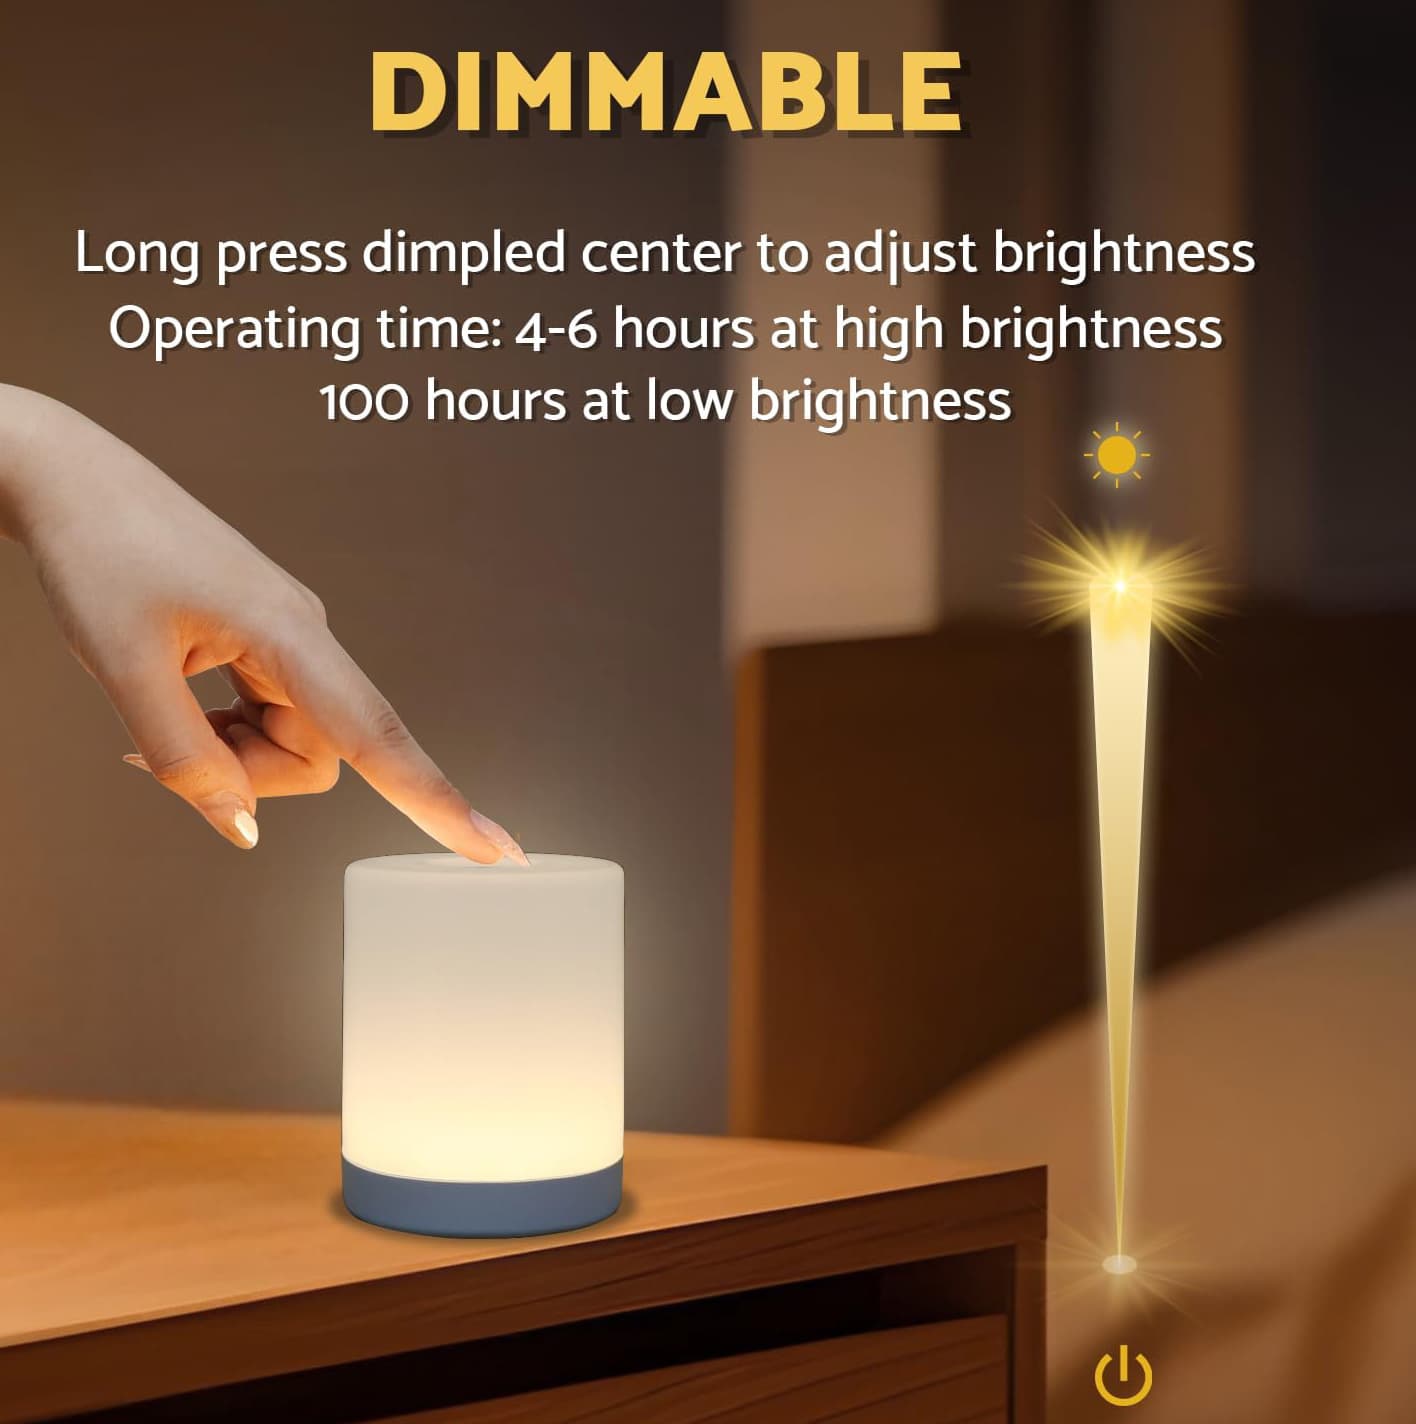 DIMMABLE
Long press dimpled center to adjust brightness
Operating time: 4-6 hours at high brightness
100 hours at low brightness